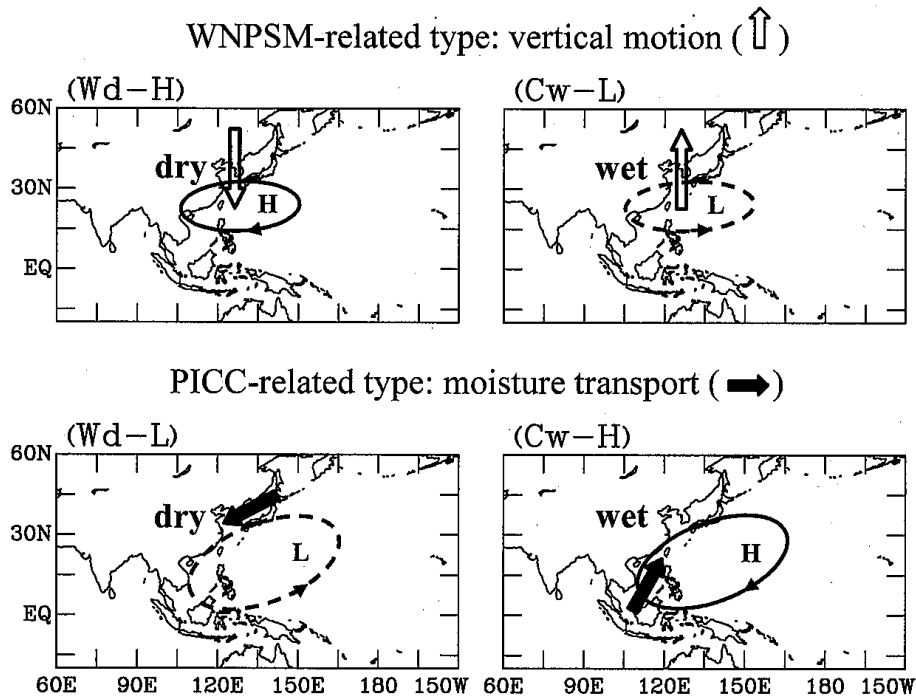 WNPSM-related type: vertical motion (⇧)
(Wd-H) (Cw-L)
60N
dry wet
30N
H L
EQ
PICC-related type: moisture transport (➡)
(Wd-L) (Cw-H)
60N
dry wet
30N
L H
EQ
60E 90E 120E 150E 180 150W 60E 90E 120E 150E 180 150W